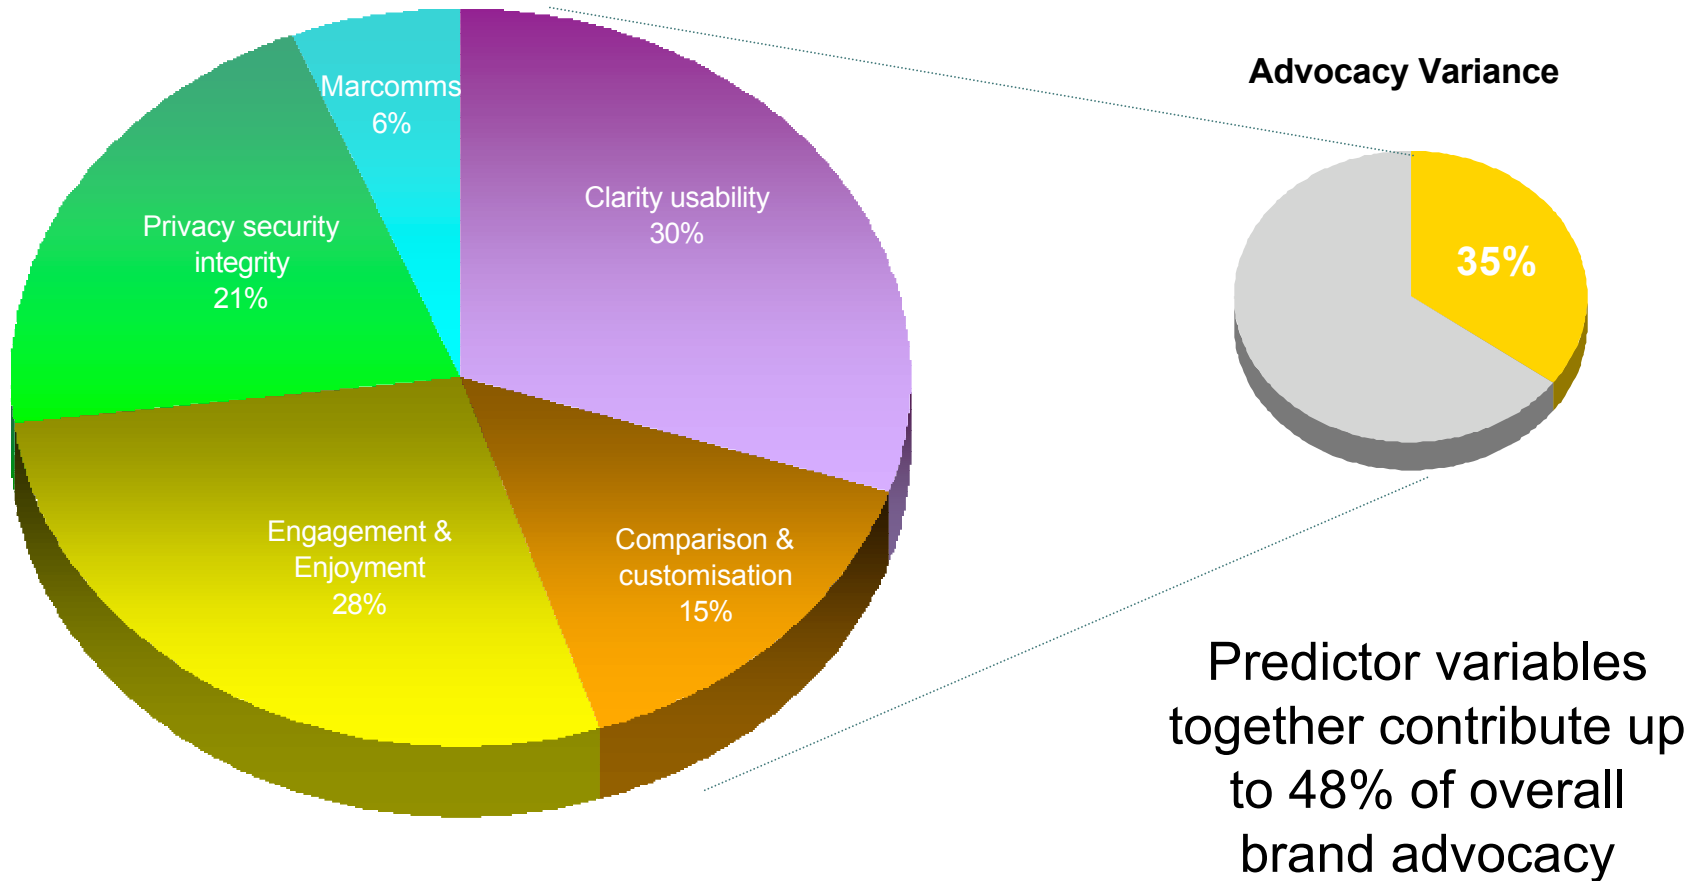 Marcomms
6%
Clarity usability
30%
Privacy security
integrity
21%
Engagement &
Enjoyment
28%
Comparison &
customisation
15%
Advocacy Variance
35%
Predictor variables
together contribute up
to 48% of overall
brand advocacy